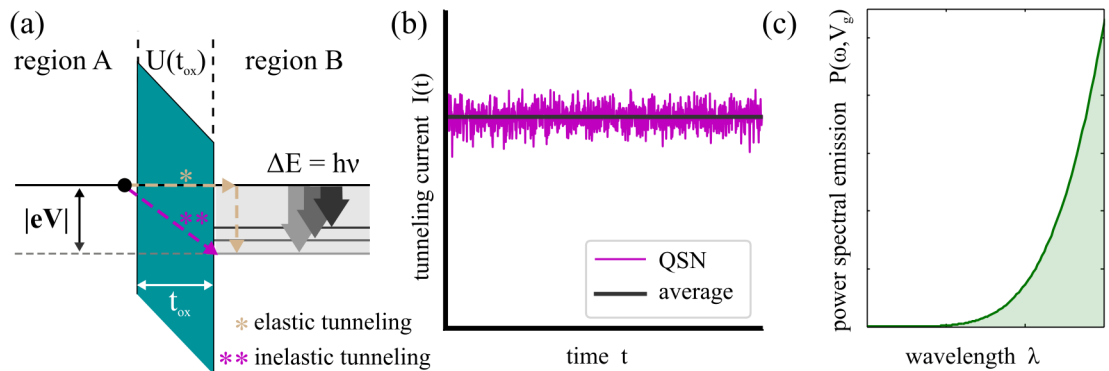 (a)
region A
U(t_ox)
region B
ΔE = hν
*
|eV|
**
t_ox
* elastic tunneling
** inelastic tunneling
(b)
tunneling current I(t)
QSN
average
time t
(c)
power spectral emission P(ω,V_g)
wavelength λ